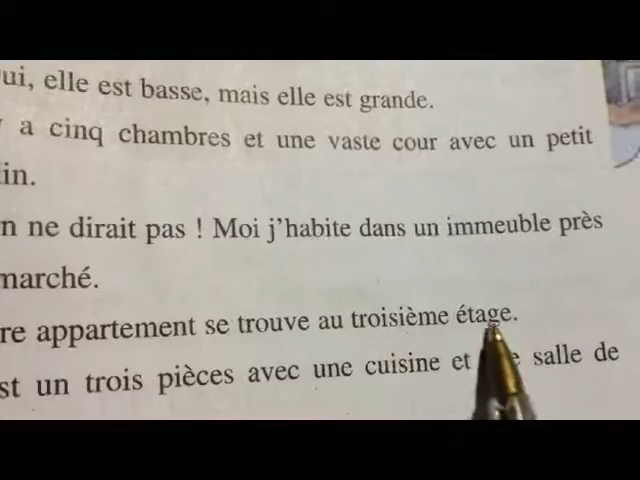 ui, elle est basse, mais elle est grande.
a cinq chambres et une vaste cour avec un petit
in.
n ne dirait pas ! Moi j'habite dans un immeuble près
marché.
re appartement se trouve au troisième étage.
st un trois pièces avec une cuisine et salle de